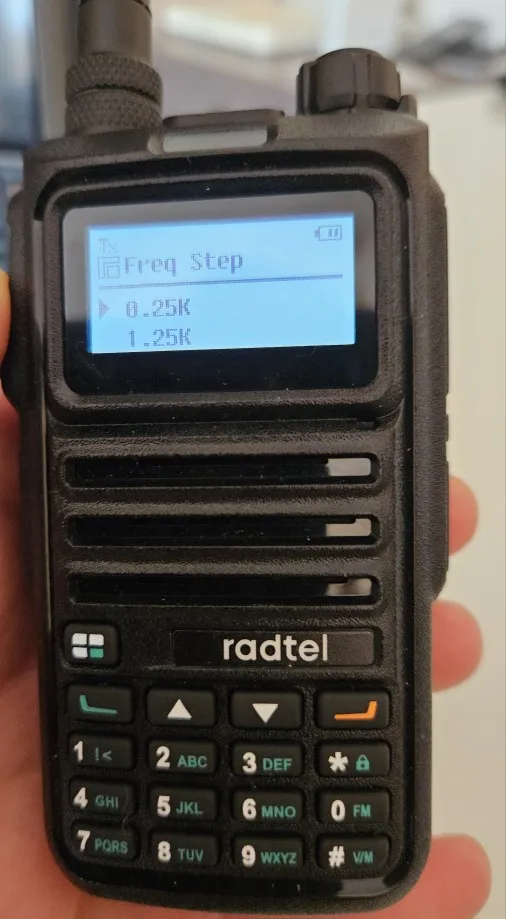 Tx
Freq Step
0.25K
1.25K
radtel
1 !<
2 ABC
3 DEF
*
4 GHI
5 JKL
6 MNO
0 FM
7 PQRS
8 TUV
9 WXYZ
# V/M